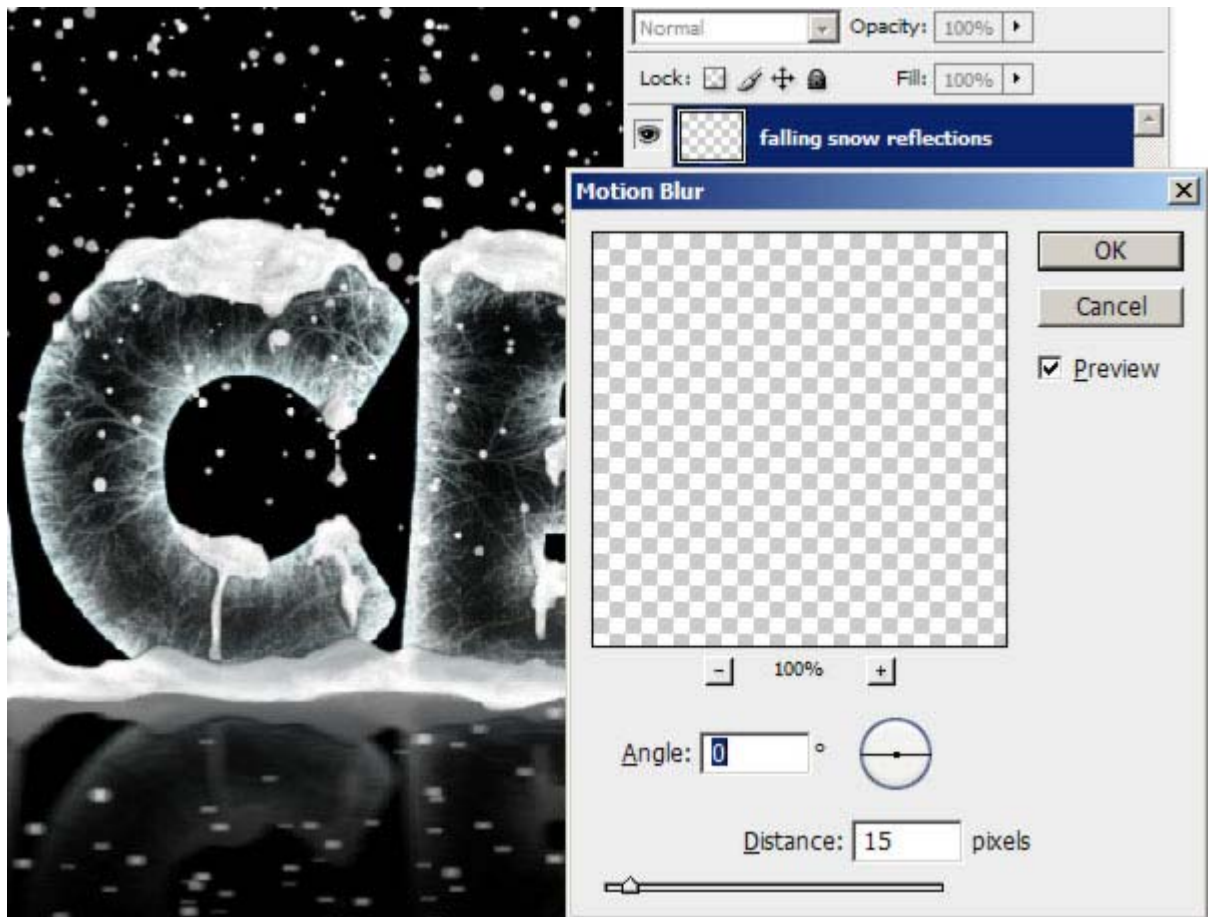 Normal Opacity: 100%
Lock: Fill: 100%
falling snow reflections
Motion Blur
OK
Cancel
Preview
- 100% +
Angle: 0 °
Distance: 15 pixels
CE